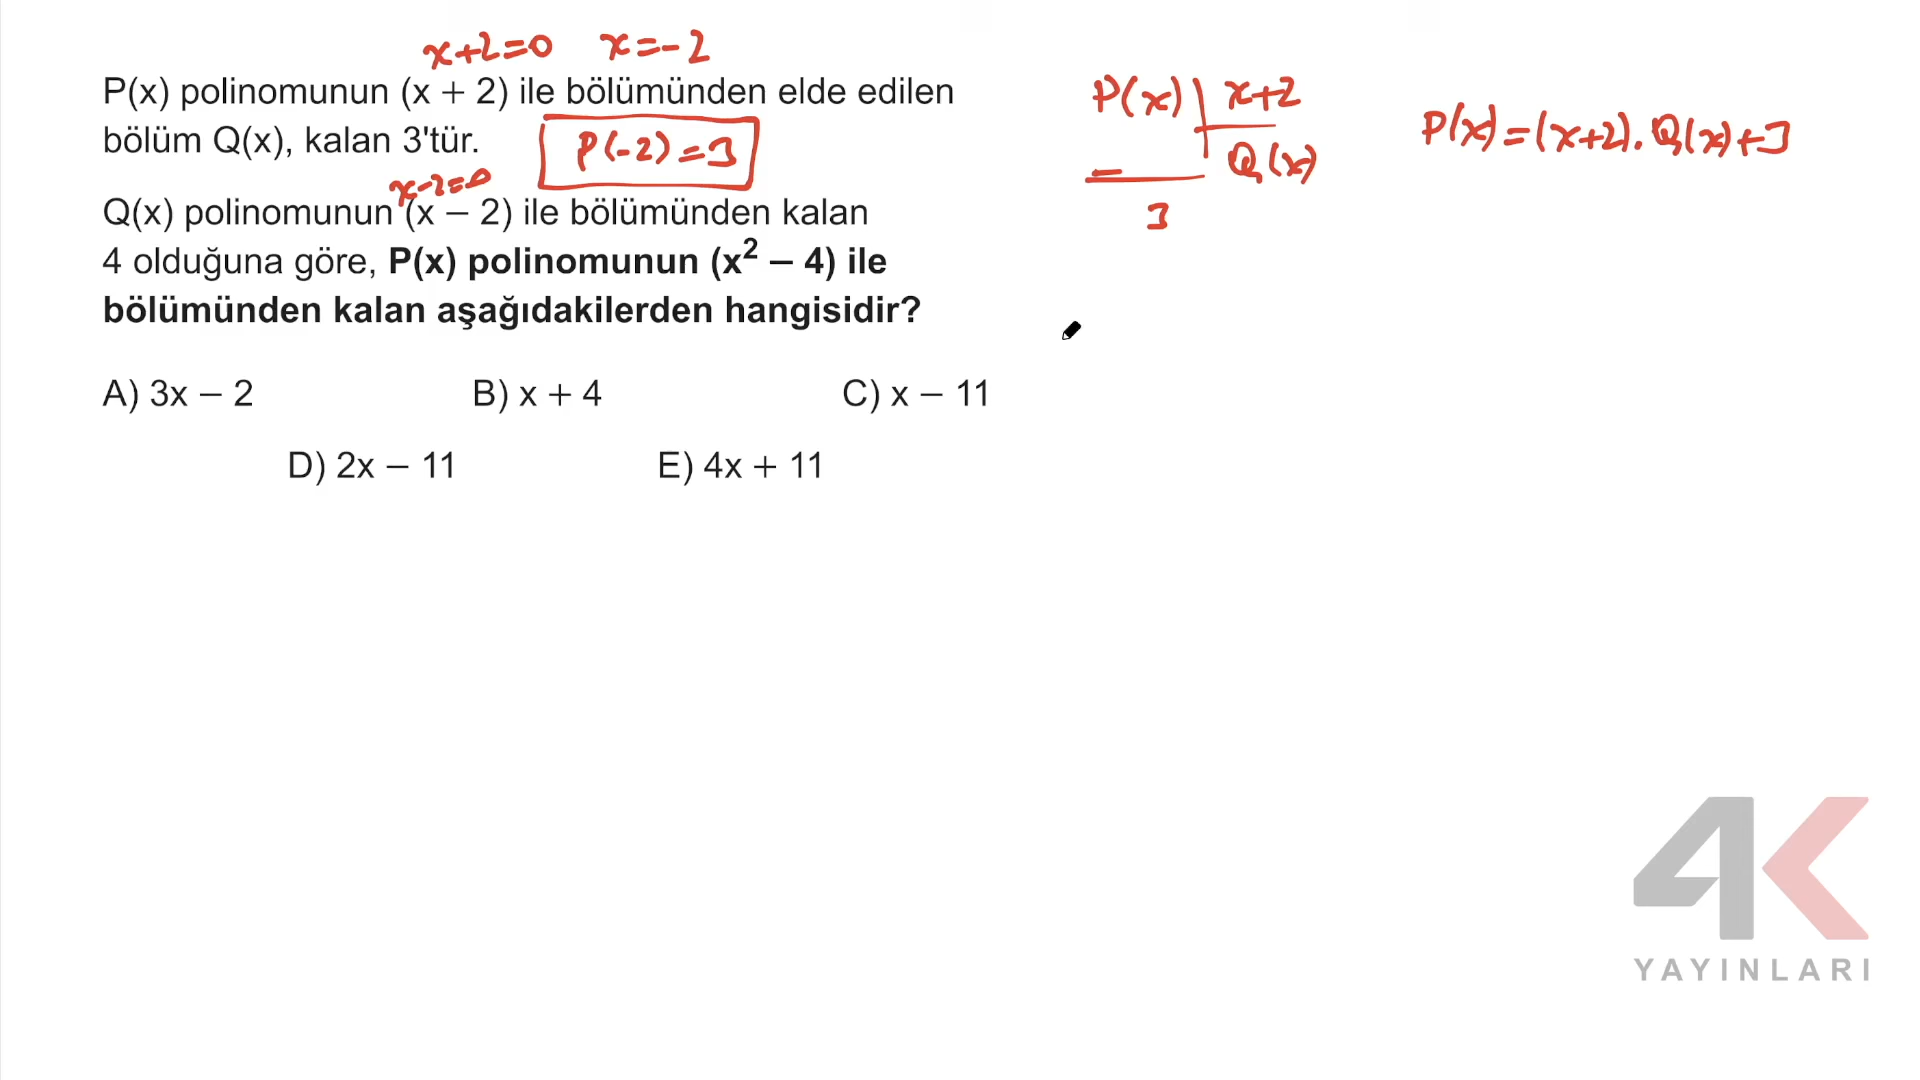 x+2=0 x=-2
P(x) polinomunun (x + 2) ile bölümünden elde edilen
bölüm Q(x), kalan 3'tür.
P(-2)=3
x-2=0
Q(x) polinomunun (x – 2) ile bölümünden kalan
4 olduğuna göre, P(x) polinomunun (x² – 4) ile
bölümünden kalan aşağıdakilerden hangisidir?
A) 3x – 2 B) x + 4 C) x – 11
D) 2x – 11 E) 4x + 11
P(x) x+2
Q(x)
3
P(x)=(x+2).Q(x)+3
4K
YAYINLARI